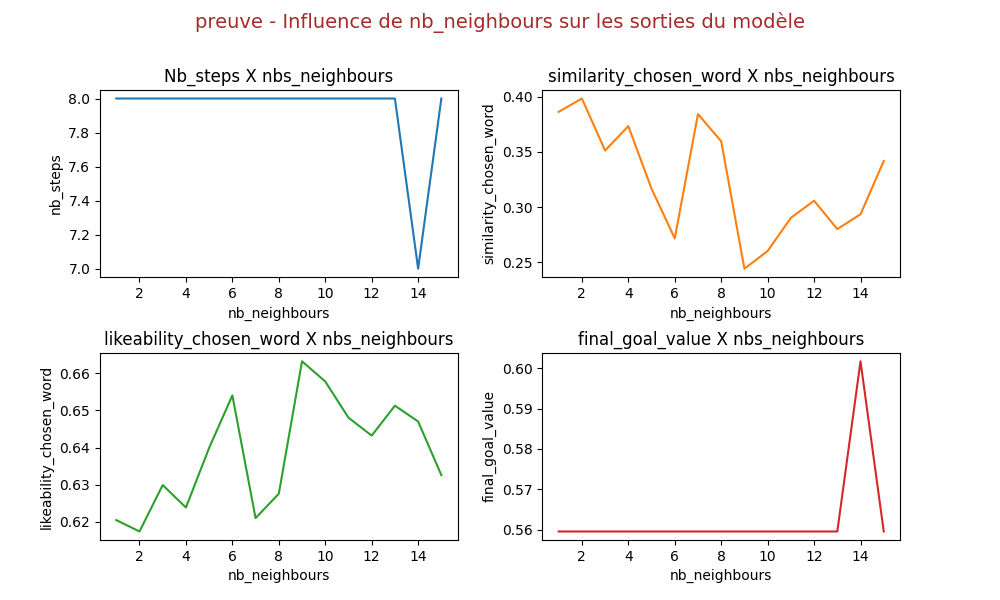 preuve - Influence de nb_neighbours sur les sorties du modèle
Nb_steps X nbs_neighbours
nb_steps
8.0
7.8
7.6
7.4
7.2
7.0
2 4 6 8 10 12 14
nb_neighbours
similarity_chosen_word X nbs_neighbours
similarity_chosen_word
0.40
0.35
0.30
0.25
2 4 6 8 10 12 14
nb_neighbours
likeability_chosen_word X nbs_neighbours
likeability_chosen_word
0.66
0.65
0.64
0.63
0.62
2 4 6 8 10 12 14
nb_neighbours
final_goal_value X nbs_neighbours
final_goal_value
0.60
0.59
0.58
0.57
0.56
2 4 6 8 10 12 14
nb_neighbours